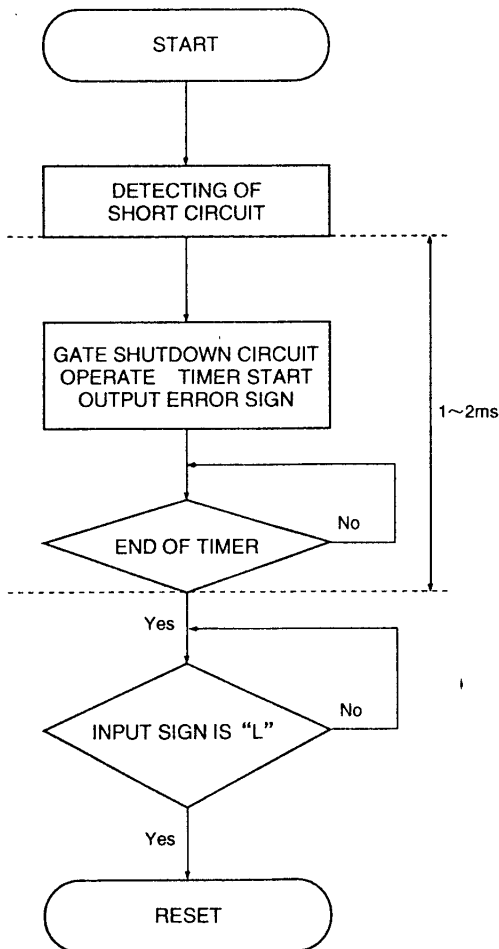 START
DETECTING OF
SHORT CIRCUIT
GATE SHUTDOWN CIRCUIT
OPERATE TIMER START
OUTPUT ERROR SIGN
1~2ms
No
END OF TIMER
Yes
No
INPUT SIGN IS “L”
Yes
RESET